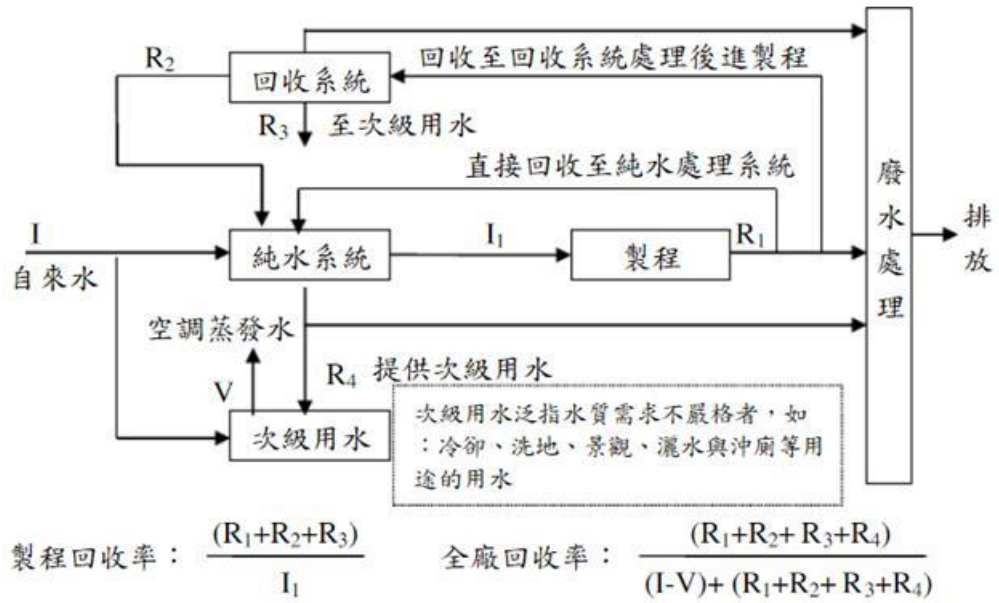 回收至回收系統處理後進製程
R₂
回收系統
R₃ 至次級用水
直接回收至純水處理系統
廢水處理
排放
I
自來水
純水系統
I₁
製程
R₁
空調蒸發水
V
R₄ 提供次級用水
次級用水
次級用水泛指水質需求不嚴格者，如
：冷卻、洗地、景觀、灑水與沖廁等用
途的用水
製程回收率： (R₁+R₂+R₃)
I₁
全廠回收率： (R₁+R₂+ R₃+R₄)
(I-V)+ (R₁+R₂+ R₃+R₄)